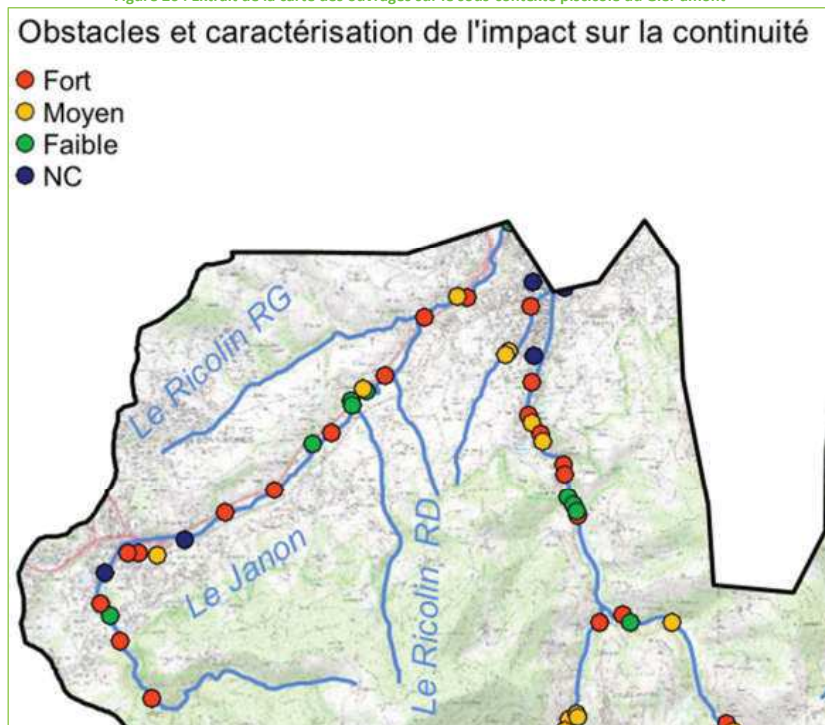 Obstacles et caractérisation de l'impact sur la continuité
Fort
Moyen
Faible
NC
Le Ricolin RG
Le Janon
Le Ricolin RD